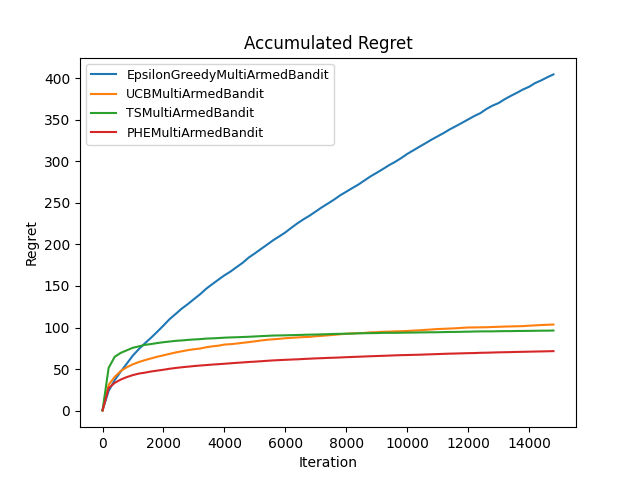 Accumulated Regret
EpsilonGreedyMultiArmedBandit
UCBMultiArmedBandit
TSMultiArmedBandit
PHEMultiArmedBandit
400
350
300
250
200
150
100
50
0
Regret
0 2000 4000 6000 8000 10000 12000 14000
Iteration